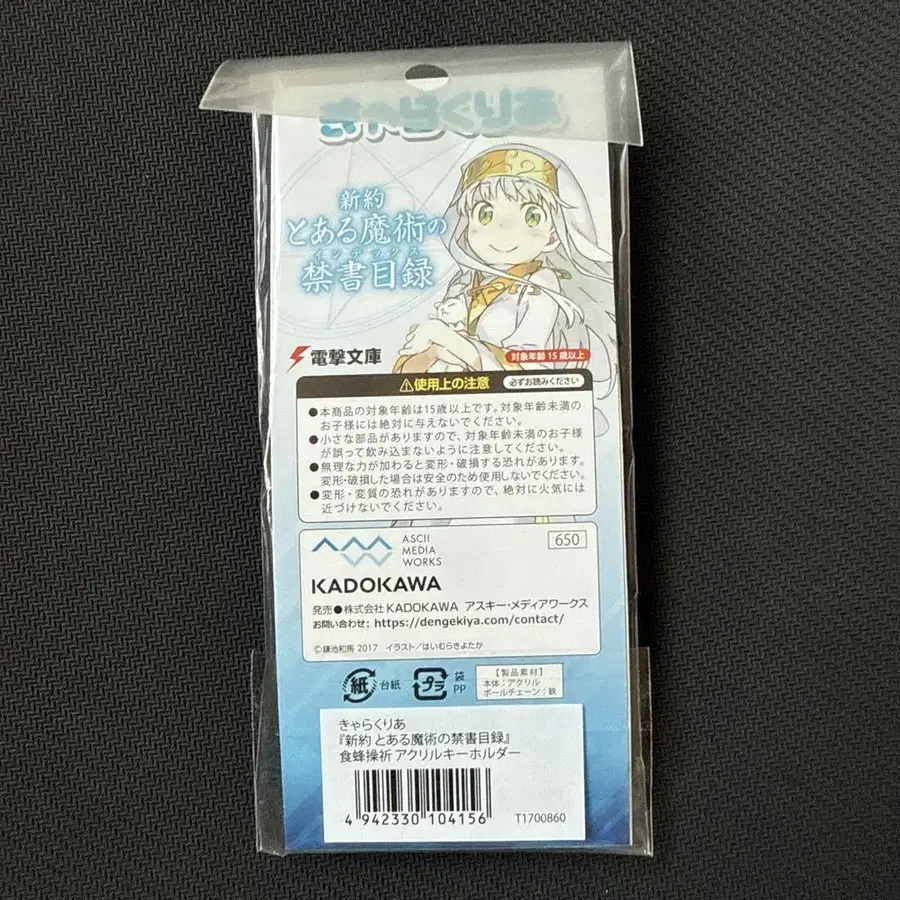 きゃらくりあ
新約
とある魔術の
インデックス
禁書目録
電撃文庫
対象年齢15歳以上
⚠使用上の注意 必ずお読みください
●本商品の対象年齢は15歳以上です。対象年齢未満の
お子様には絶対に与えないでください。
●小さな部品がありますので、対象年齢未満のお子様
が誤って飲み込まないように注意してください。
●無理な力が加わると変形・破損する恐れがあります。
変形・破損した場合は安全のため使用しないでください。
●変形・変質の恐れがありますので、絶対に火気には
近づけないでください。
ASCII
MEDIA
WORKS
650
KADOKAWA
発売●株式会社 KADOKAWA アスキー・メディアワークス
お問い合わせ: https://dengekiya.com/contact/
©鎌池和馬 2017 イラスト/はいむらきよたか
紙 台紙
プラ 袋
PP
【製品素材】
本体:アクリル
ボールチェーン:鉄
きゃらくりあ
『新約 とある魔術の禁書目録』
食蜂操祈 アクリルキーホルダー
4 942330 104156
T1700860